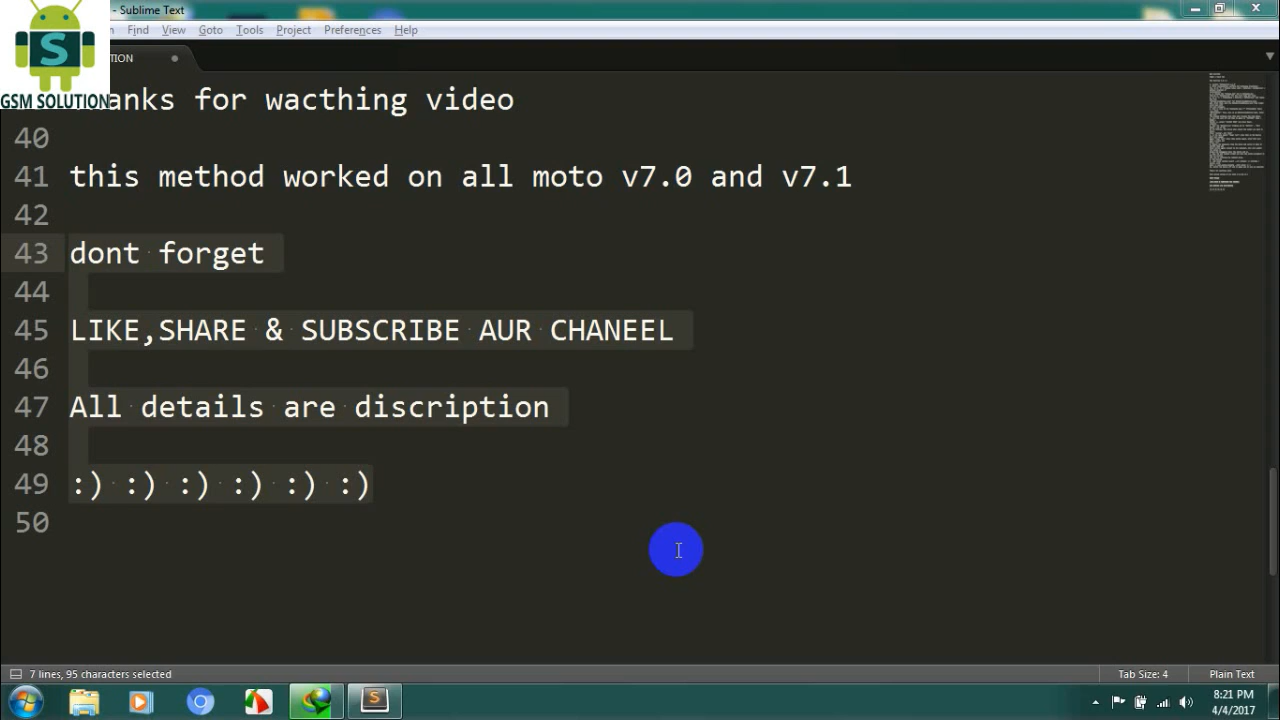 - Sublime Text
Find View Goto Tools Project Preferences Help
GSM SOLUTION
TION
anks for wacthing video
40
41 this method worked on all oto v7.0 and v7.1
42
43 dont forget
44
45 LIKE,SHARE & SUBSCRIBE AUR CHANEEL
46
47 All details are discription
48
49 :) :) :) :) :) :)
50
7 lines, 95 characters selected Tab Size: 4 Plain Text
8:21 PM
4/4/2017